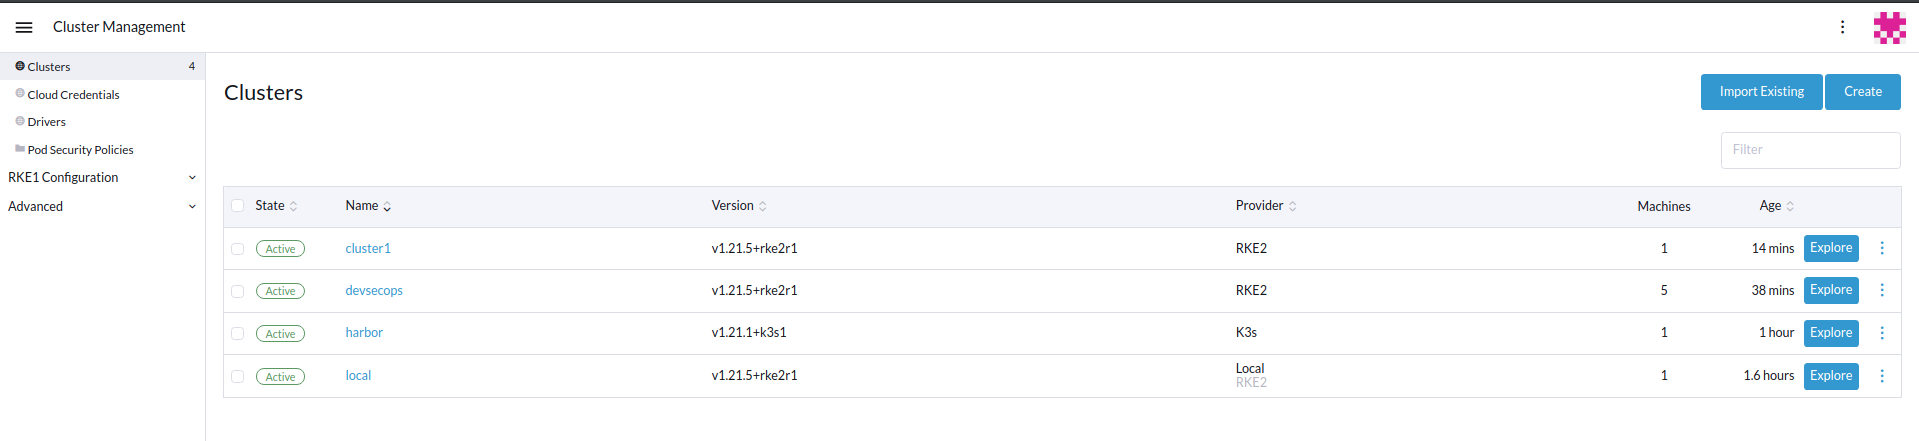 Cluster Management
Clusters 4
Cloud Credentials
Drivers
Pod Security Policies
RKE1 Configuration
Advanced
Clusters
Import Existing Create
Filter
State Name Version Provider Machines Age
Active cluster1 v1.21.5+rke2r1 RKE2 1 14 mins Explore
Active devsecops v1.21.5+rke2r1 RKE2 5 38 mins Explore
Active harbor v1.21.1+k3s1 K3s 1 1 hour Explore
Active local v1.21.5+rke2r1 Local 1 1.6 hours Explore
RKE2